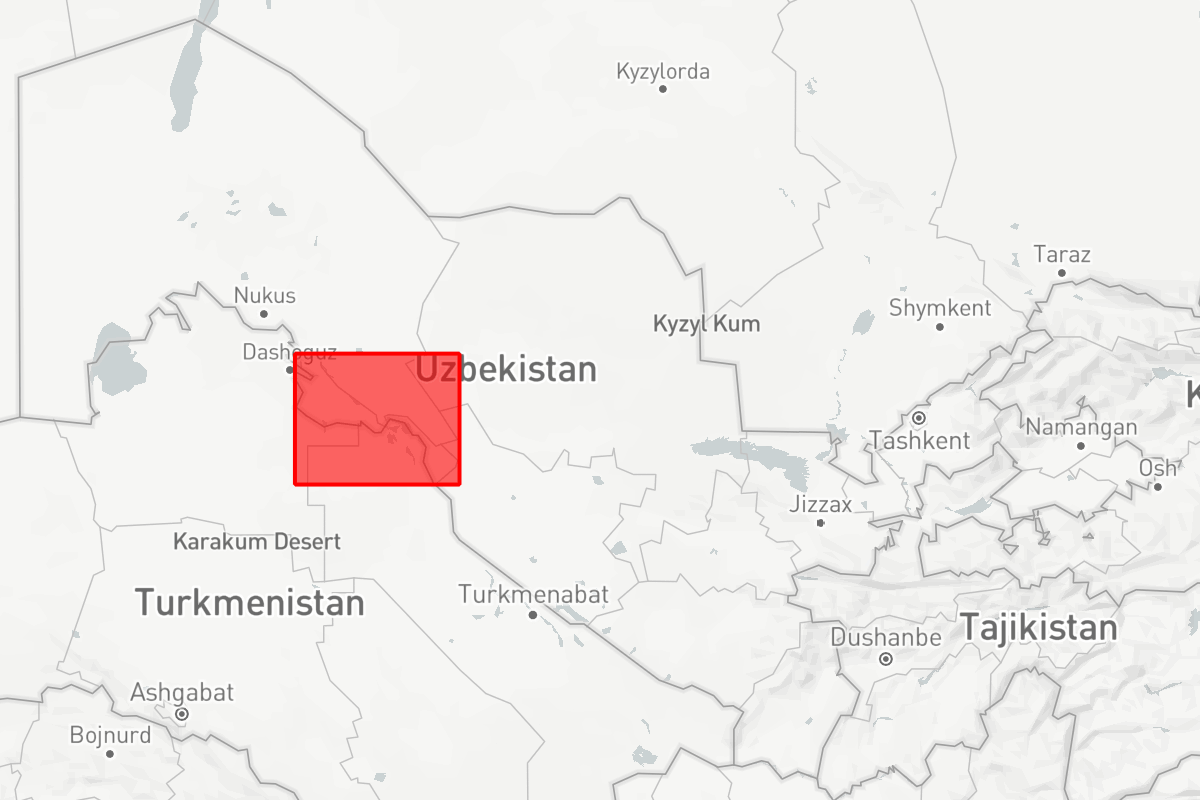 Kyzylorda
Taraz
Nukus
Shymkent
Kyzyl Kum
Dashoguz
Uzbekistan
K
Tashkent
Namangan
Osh
Jizzax
Karakum Desert
Turkmenistan
Turkmenabat
Dushanbe
Tajikistan
Ashgabat
Bojnurd